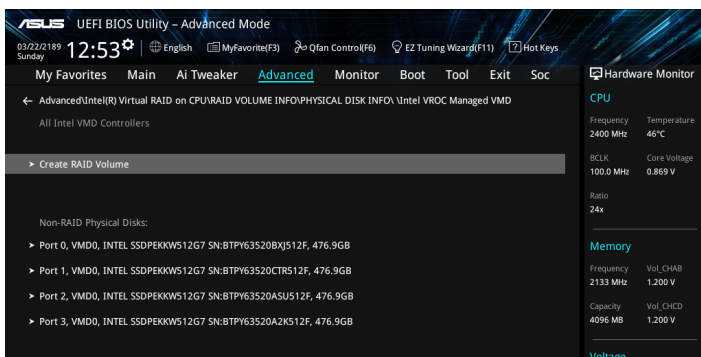 ASUS UEFI BIOS Utility – Advanced Mode
03/22/2189 Sunday 12:53 English MyFavorite(F3) Qfan Control(F6) EZ Tuning Wizard(F11) ? Hot Keys
My Favorites Main Ai Tweaker Advanced Monitor Boot Tool Exit Soc
Advanced\Intel(R) Virtual RAID on CPU\RAID VOLUME INFO\PHYSICAL DISK INFO\ \Intel VROC Managed VMD
All Intel VMD Controllers
Create RAID Volume
Non-RAID Physical Disks:
Port 0, VMD0, INTEL SSDPEKKW512G7 SN:BTPY63520BXJ512F, 476.9GB
Port 1, VMD0, INTEL SSDPEKKW512G7 SN:BTPY63520CTR512F, 476.9GB
Port 2, VMD0, INTEL SSDPEKKW512G7 SN:BTPY63520ASU512F, 476.9GB
Port 3, VMD0, INTEL SSDPEKKW512G7 SN:BTPY63520A2K512F, 476.9GB
Hardware Monitor
CPU
Frequency Temperature
2400 MHz 46°C
BCLK Core Voltage
100.0 MHz 0.869 V
Ratio
24x
Memory
Frequency Vol_CHAB
2133 MHz 1.200 V
Capacity Vol_CHCD
4096 MB 1.200 V
Voltage